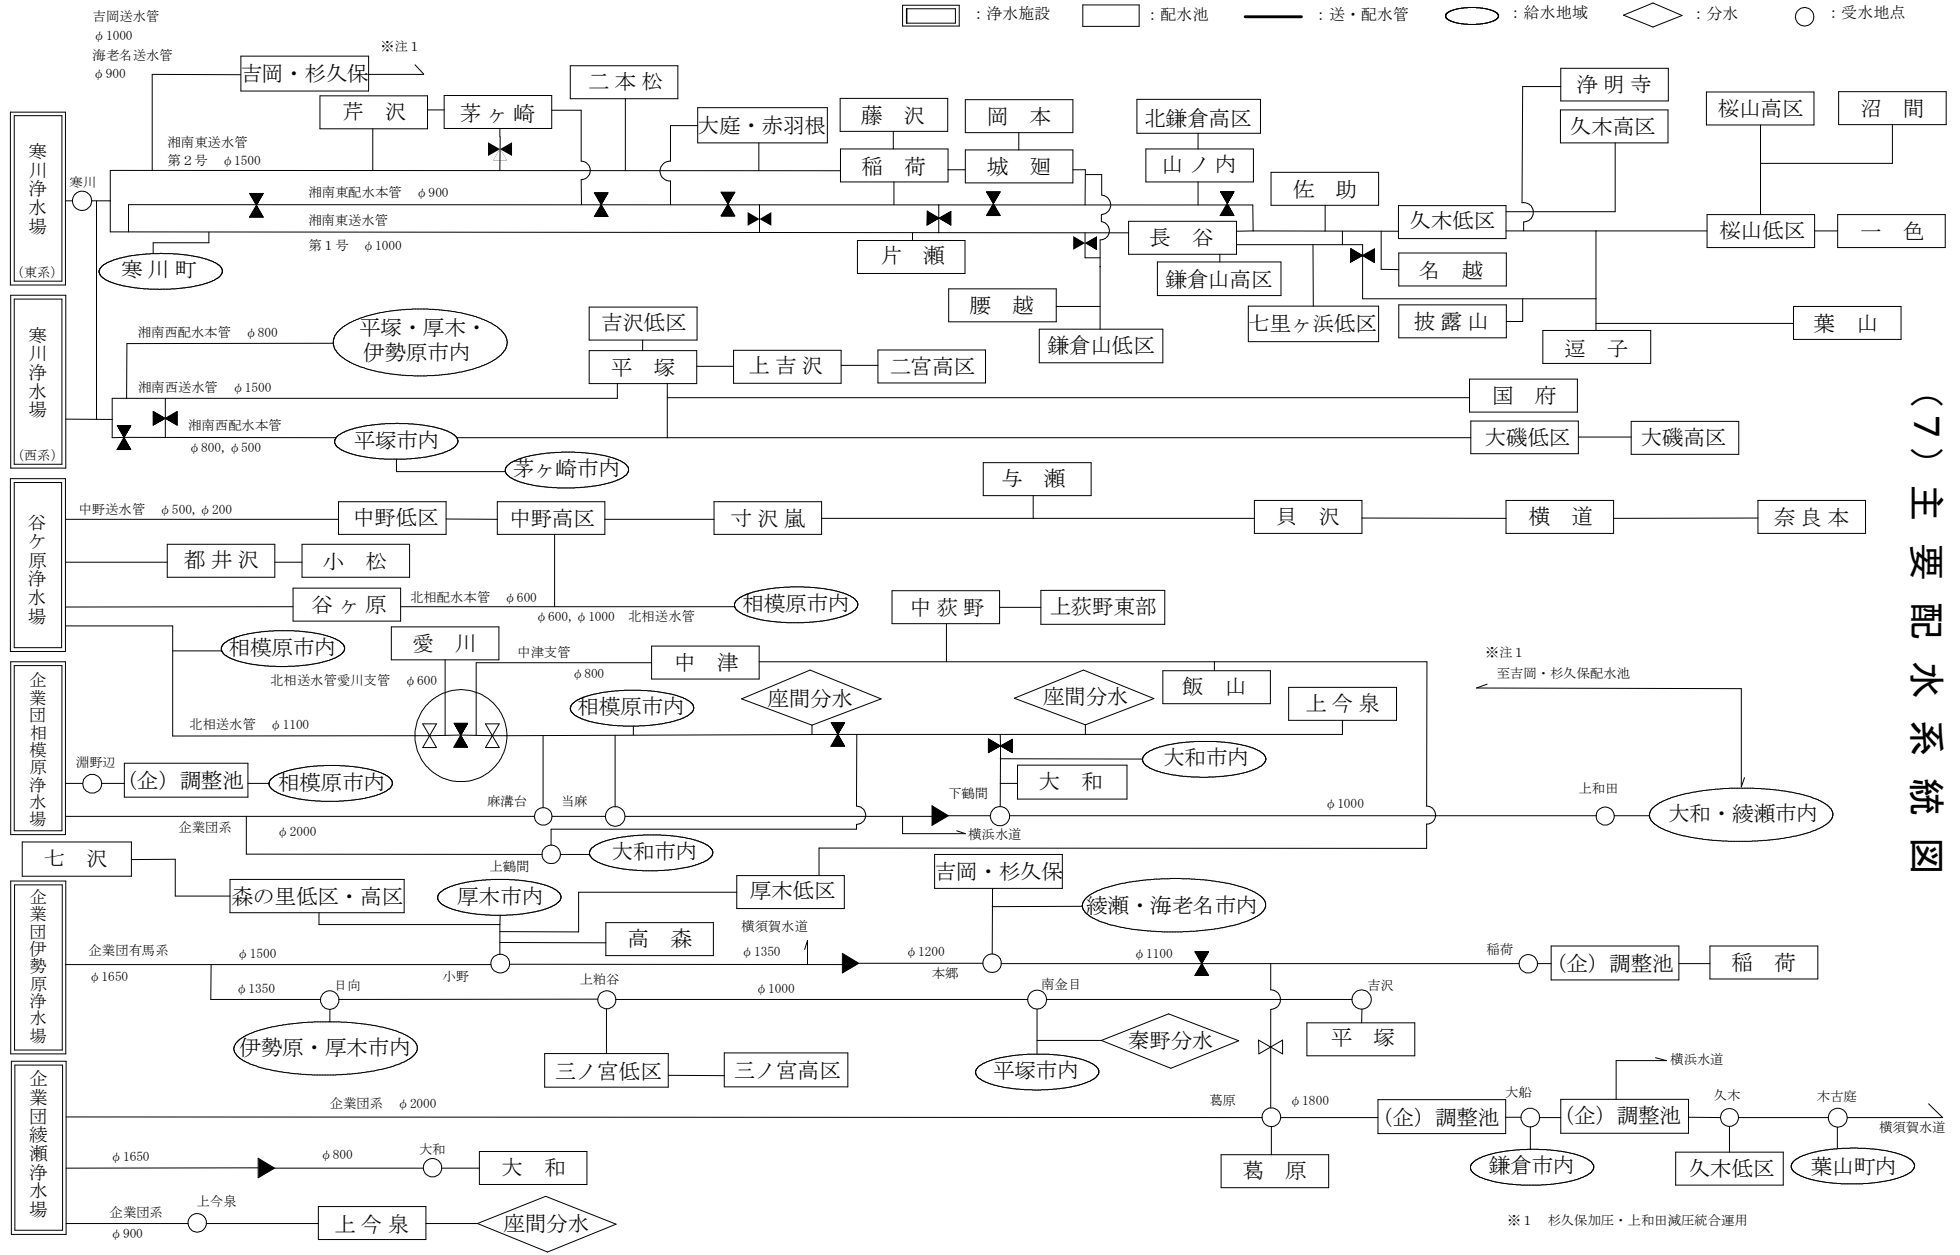 ：浄水施設
：配水池
：送・配水管
：給水地域
：分水
：受水地点
（7）主要配水系統図
吉岡送水管
φ1000
海老名送水管
φ900
吉岡・杉久保
※注1
芹沢
茅ヶ崎
二本松
大庭・赤羽根
藤沢
稲荷
岡本
城廻
北鎌倉高区
山ノ内
佐助
浄明寺
久木高区
久木低区
桜山高区
沼間
桜山低区
一色
寒川浄水場
（東系）
寒川
湘南東送水管
第2号 φ1500
湘南東配水本管 φ900
湘南東送水管
第1号 φ1000
寒川町
片瀬
長谷
鎌倉山高区
腰越
鎌倉山低区
七里ヶ浜低区
名越
披露山
逗子
葉山
寒川浄水場
（西系）
湘南西配水本管 φ800
平塚・厚木・
伊勢原市内
吉沢低区
平塚
上吉沢
二宮高区
湘南西送水管 φ1500
国府
湘南西配水本管
φ800, φ500
平塚市内
茅ヶ崎市内
大磯低区
大磯高区
谷ケ原浄水場
中野送水管 φ500, φ200
中野低区
中野高区
寸沢嵐
与瀬
貝沢
横道
奈良本
都井沢
小松
谷ヶ原
北相配水本管 φ600
φ600, φ1000 北相送水管
相模原市内
中荻野
上荻野東部
相模原市内
愛川
中津支管
φ800
中津
北相送水管愛川支管 φ600
北相送水管 φ1100
相模原市内
座間分水
座間分水
飯山
上今泉
※注1
至吉岡・杉久保配水池
企業団相模原浄水場
淵野辺
(企）調整池
相模原市内
大和市内
大和
麻溝台
当麻
下鶴間
φ1000
上和田
大和・綾瀬市内
企業団系
φ2000
横浜水道
上鶴間
大和市内
七沢
森の里低区・高区
厚木市内
厚木低区
吉岡・杉久保
綾瀬・海老名市内
高森
横須賀水道
企業団伊勢原浄水場
企業団有馬系
φ1650
φ1500
小野
φ1350
φ1200
本郷
φ1100
稲荷
(企）調整池
稲荷
φ1350
日向
上粕谷
φ1000
南金目
吉沢
伊勢原・厚木市内
三ノ宮低区
三ノ宮高区
平塚市内
秦野分水
平塚
企業団綾瀬浄水場
企業団系 φ2000
葛原
φ1800
(企）調整池
大船
(企）調整池
横浜水道
久木
木古庭
横須賀水道
葛原
鎌倉市内
久木低区
葉山町内
φ1650
φ800
大和
大和
企業団系
φ900
上今泉
上今泉
座間分水
※1 杉久保加圧・上和田減圧統合運用